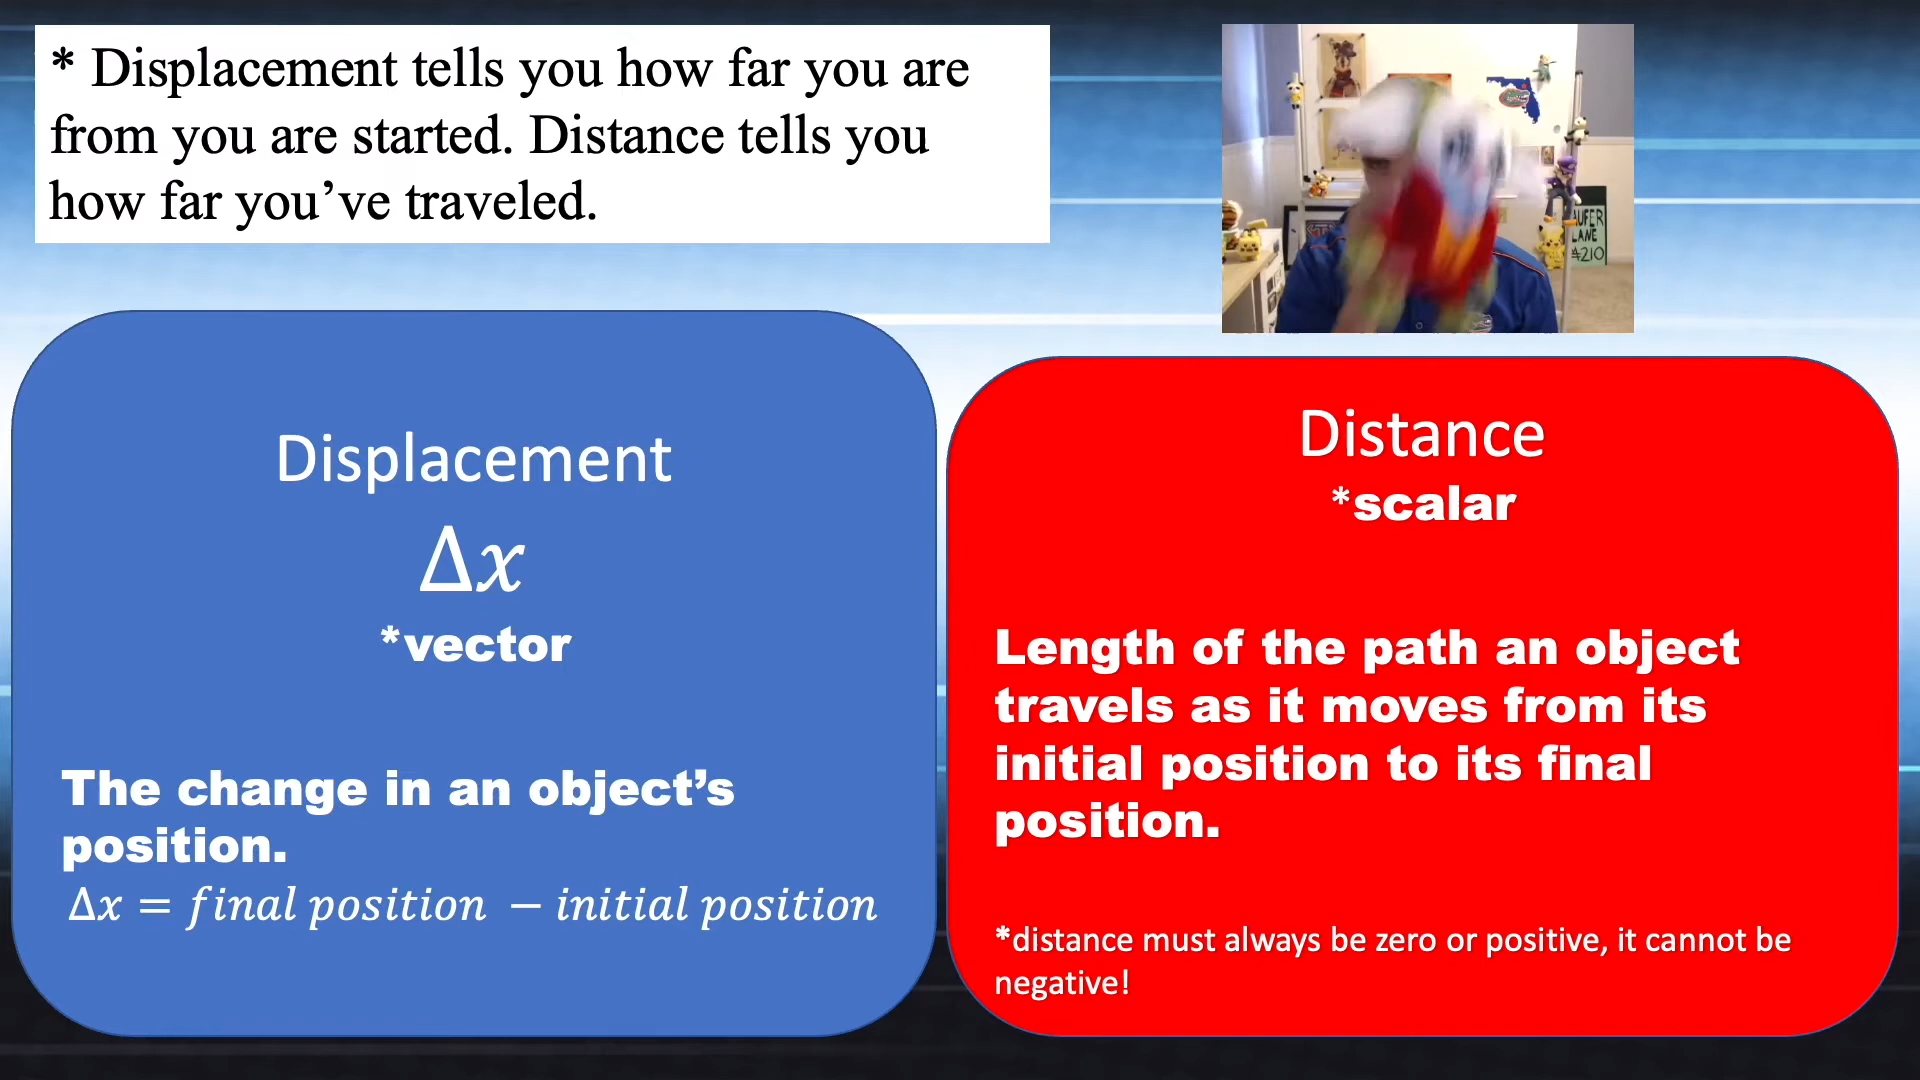 * Displacement tells you how far you are
from you are started. Distance tells you
how far you’ve traveled.
AUFER
LANE
#210
Displacement
Δx
*vector
The change in an object’s
position.
Δx = final position − initial position
Distance
*scalar
Length of the path an object
travels as it moves from its
initial position to its final
position.
*distance must always be zero or positive, it cannot be
negative!